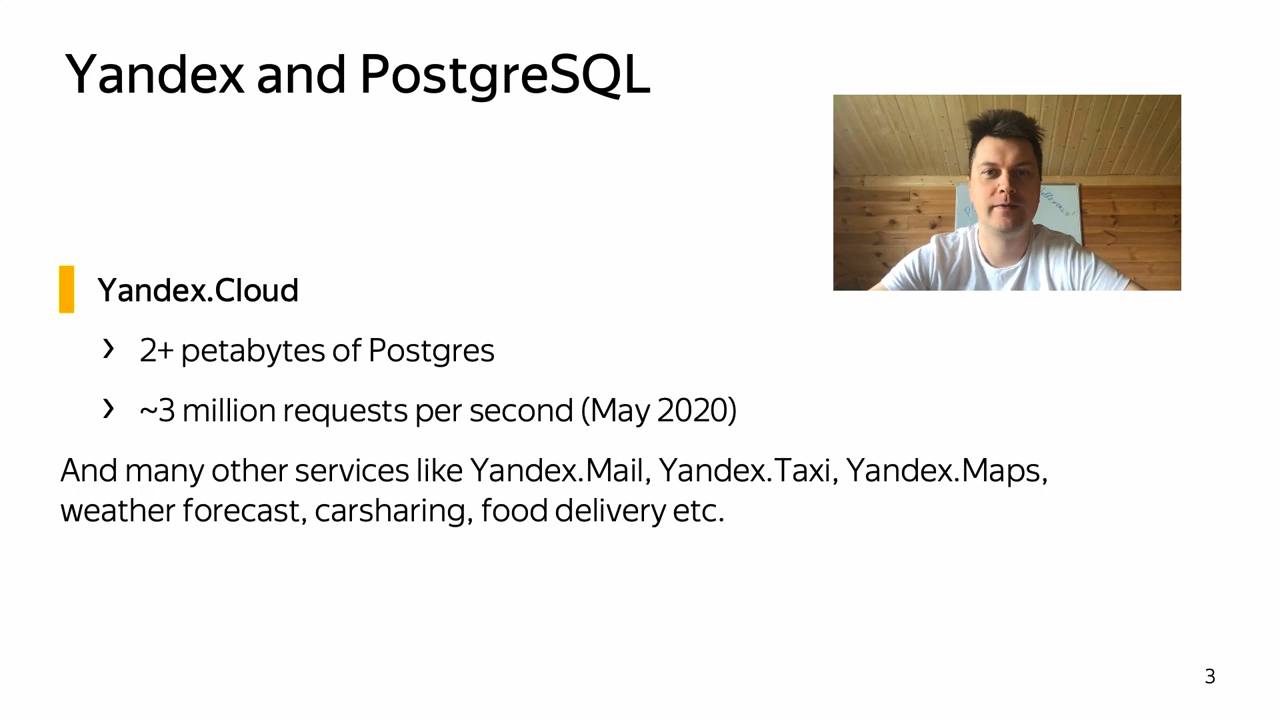 Yandex and PostgreSQL
Yandex.Cloud
› 2+ petabytes of Postgres
› ~3 million requests per second (May 2020)
And many other services like Yandex.Mail, Yandex.Taxi, Yandex.Maps,
weather forecast, carsharing, food delivery etc.
3